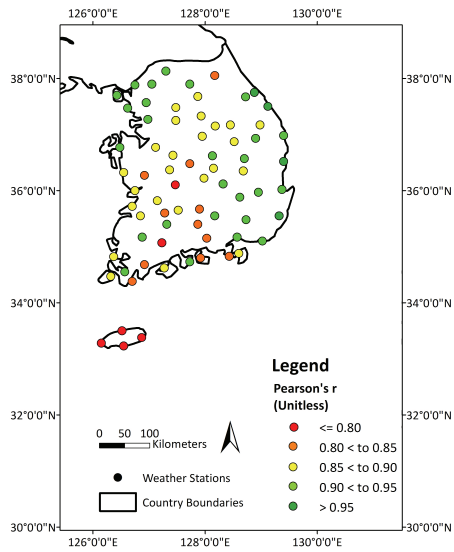 126°0'0"E 128°0'0"E 130°0'0"E
38°0'0"N 38°0'0"N
36°0'0"N 36°0'0"N
34°0'0"N 34°0'0"N
32°0'0"N 32°0'0"N
30°0'0"N 30°0'0"N
Legend
Pearson's r
(Unitless)
<= 0.80
0.80 < to 0.85
0.85 < to 0.90
0.90 < to 0.95
> 0.95
0 50 100
Kilometers
Weather Stations
Country Boundaries
126°0'0"E 128°0'0"E 130°0'0"E